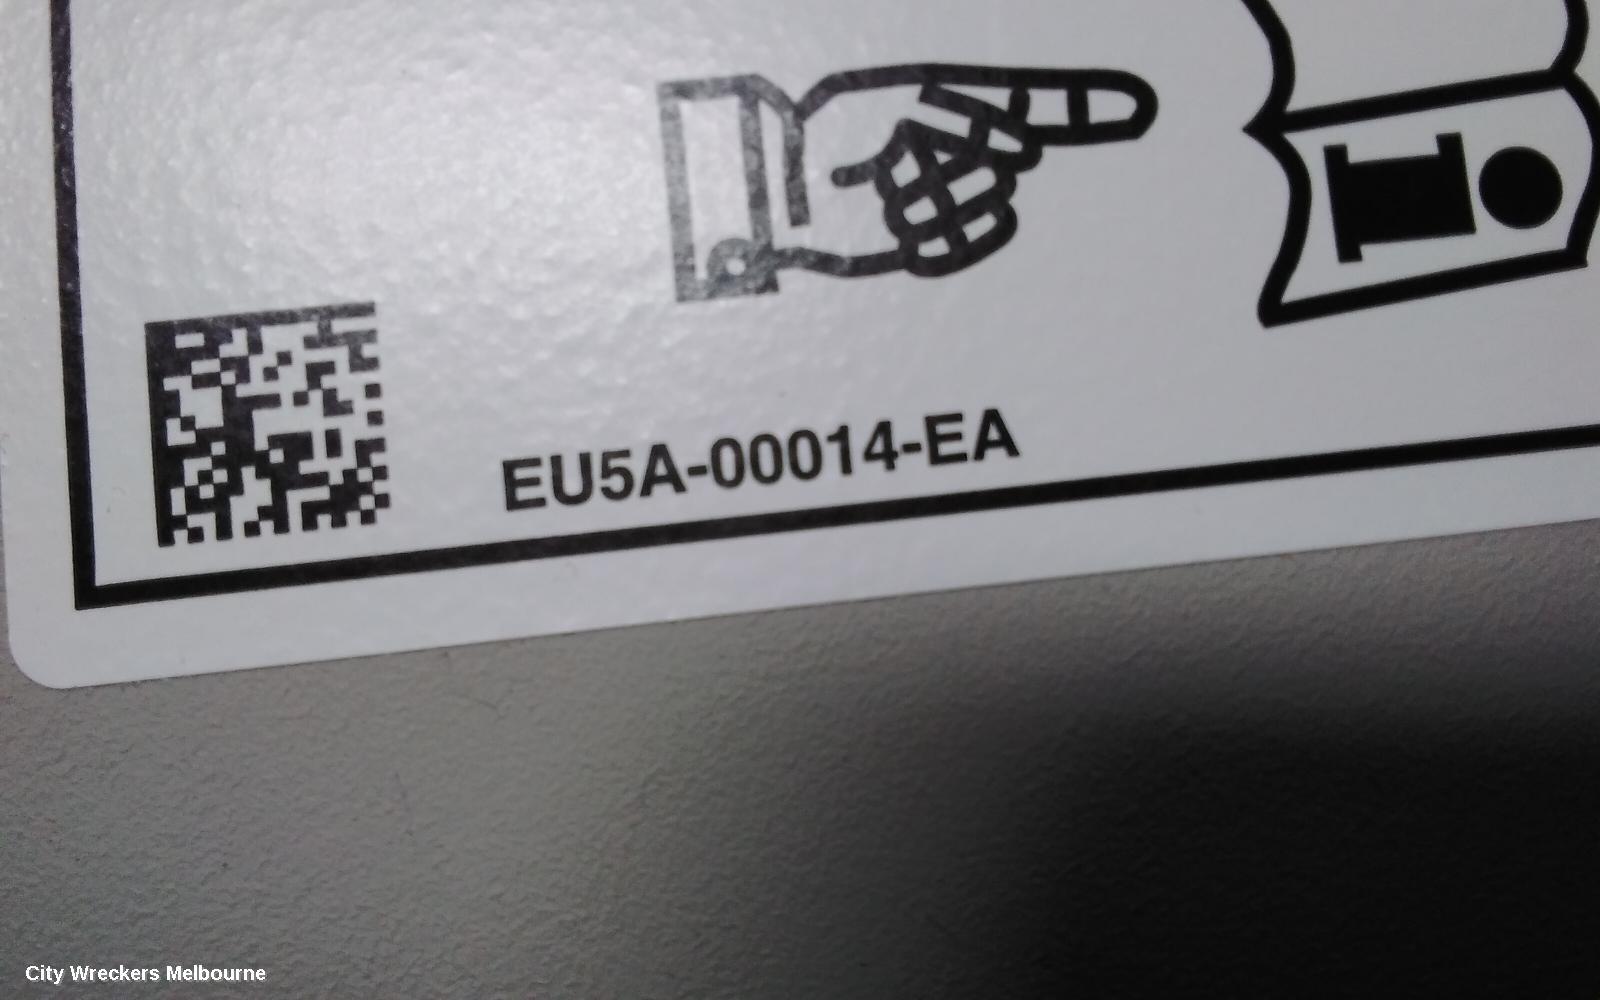 i
EU5A-00014-EA
City Wreckers Melbourne